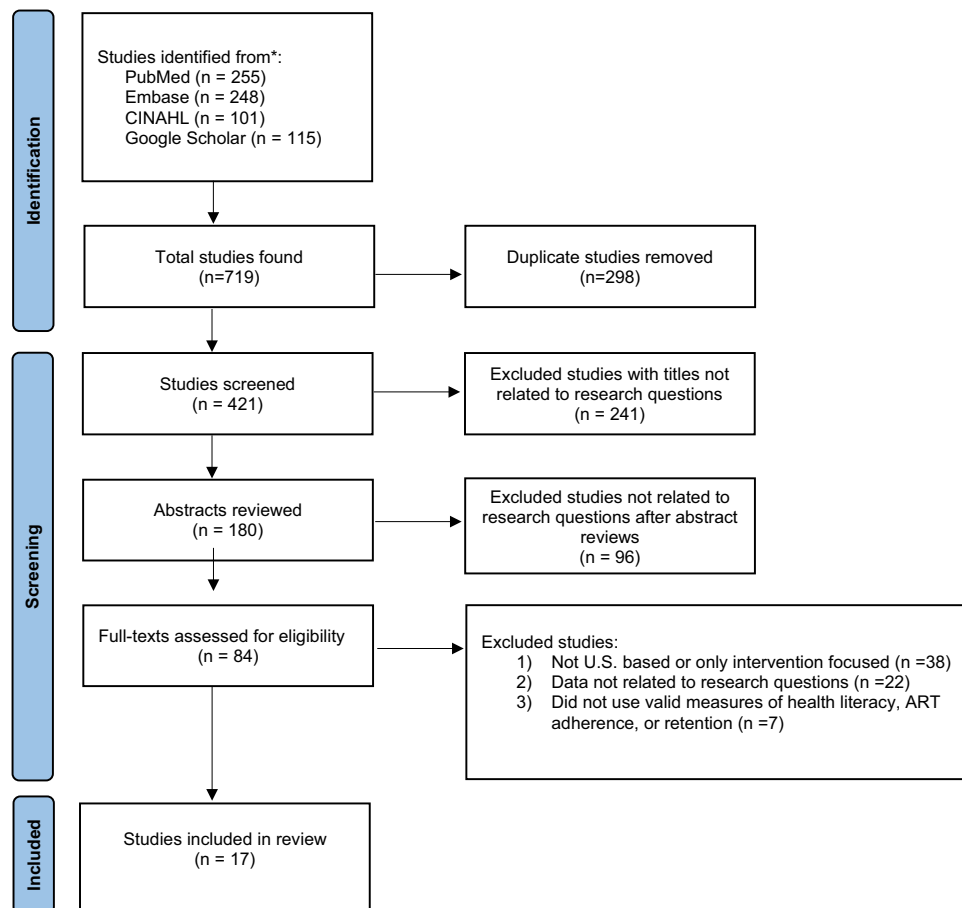 Identification
Studies identified from*:
PubMed (n = 255)
Embase (n = 248)
CINAHL (n = 101)
Google Scholar (n = 115)
Total studies found
(n=719)
Duplicate studies removed
(n=298)
Screening
Studies screened
n = 421)
Excluded studies with titles not
related to research questions
(n = 241)
Abstracts reviewed
n = 180)
Excluded studies not related to
research questions after abstract
reviews
(n = 96)
Full-texts assessed for eligibility
(n = 84)
Excluded studies:
1) Not U.S. based or only intervention focused (n =38)
2) Data not related to research questions (n =22)
3) Did not use valid measures of health literacy, ART
adherence, or retention (n =7)
Included
Studies included in review
(n = 17)